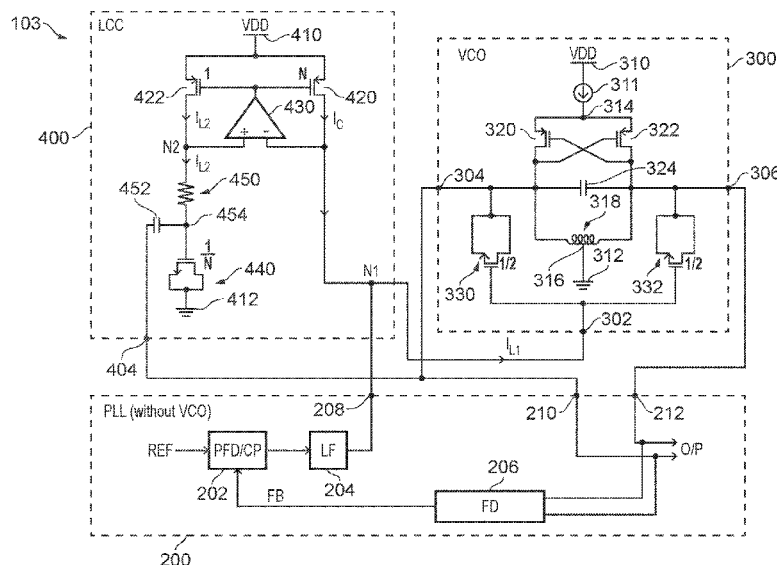 103
LCC
VDD
410
1
N
422
420
430
+ -
I_L2
I_C
400
N2
I_L2
452
450
454
1/N
440
412
404
N1
I_L1
VCO
VDD
310
300
311
314
320
322
324
304
306
318
312
316
1/2
1/2
330
332
302
208
210
212
PLL (without VCO)
REF
PFD/CP
LF
O/P
202
204
206
FB
FD
200